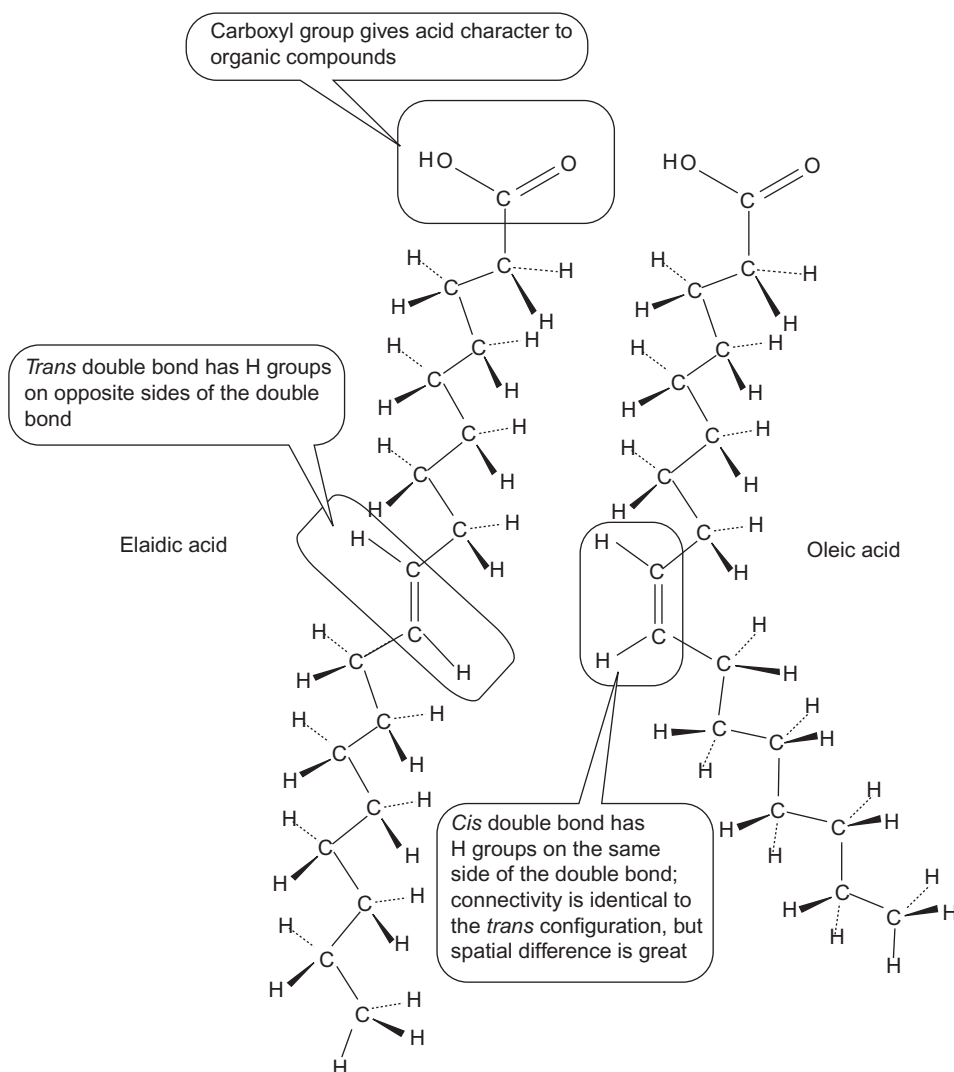 Carboxyl group gives acid character to
organic compounds
HO O
C
H C H
H C H
H C H
H C H
H C H
H C H
H C H
H C H
Trans double bond has H groups
on opposite sides of the double
bond
Elaidic acid
C H
H C H
H C H
H C H
H C H
H C H
H C H
H C H
H C H
H
HO O
C
H C H
H C H
H C H
H C H
H C H
H C H
H C H
H C
H C
Oleic acid
H
C H
H C H
H C H
H C H
H C H
H C H
H C H
H
Cis double bond has
H groups on the same
side of the double bond;
connectivity is identical to
the trans configuration, but
spatial difference is great